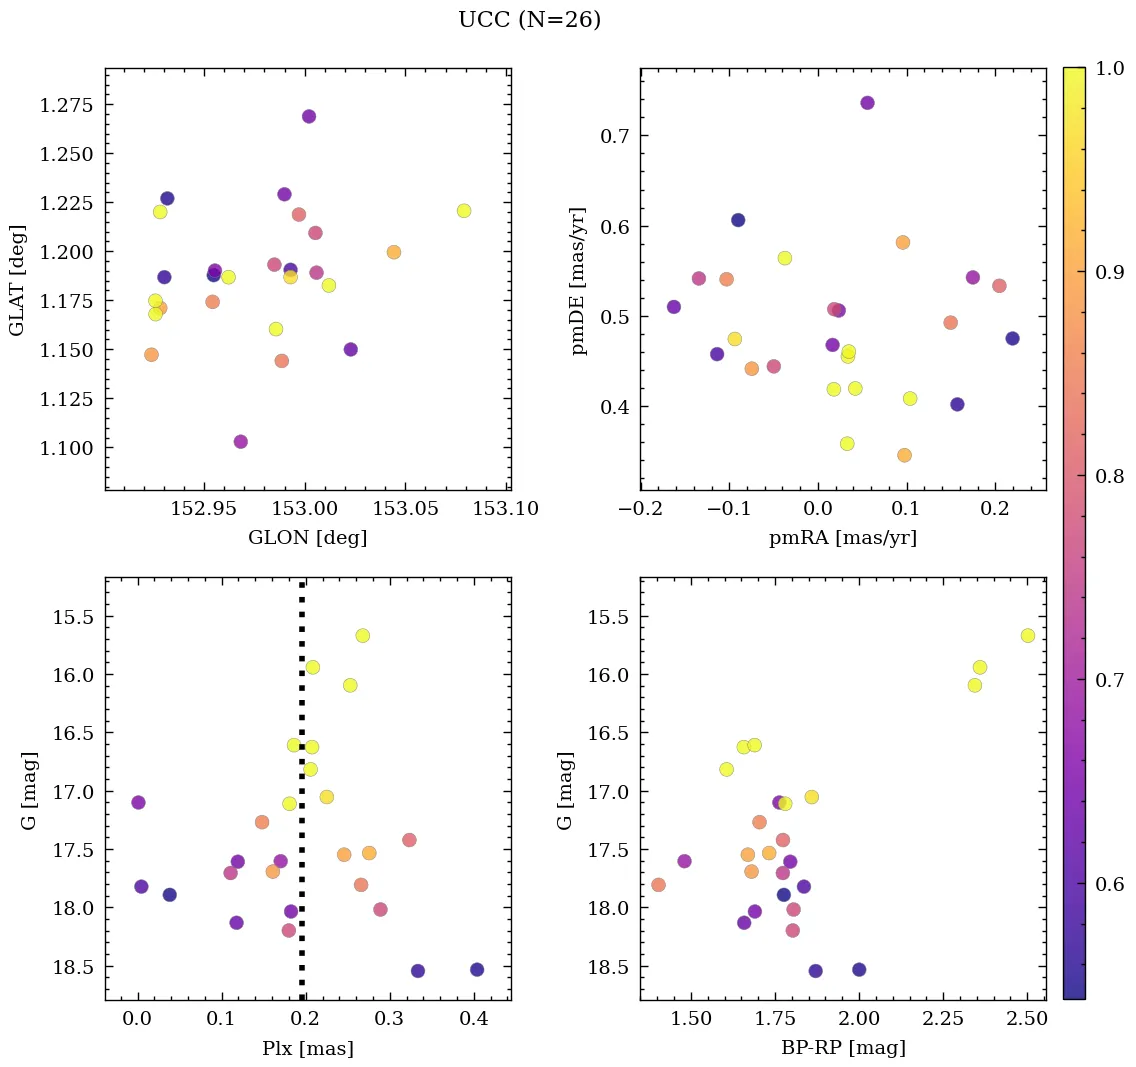 UCC (N=26)
1.275
1.250
1.225
1.200
1.175
1.150
1.125
1.100
GLAT [deg]
152.95 153.00 153.05 153.10
GLON [deg]
0.7
0.6
0.5
0.4
pmDE [mas/yr]
−0.2 −0.1 0.0 0.1 0.2
pmRA [mas/yr]
1.0
0.9
0.8
0.7
0.6
15.5
16.0
16.5
17.0
17.5
18.0
18.5
G [mag]
0.0 0.1 0.2 0.3 0.4
Plx [mas]
15.5
16.0
16.5
17.0
17.5
18.0
18.5
G [mag]
1.50 1.75 2.00 2.25 2.50
BP-RP [mag]